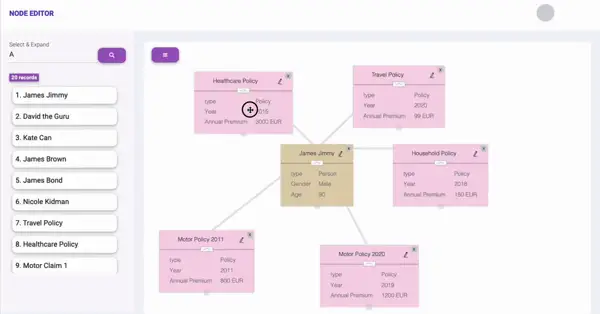 NODE EDITOR
Select & Expand
A
20 records
1. James Jimmy
2. David the Guru
3. Kate Can
4. James Brown
5. James Bond
6. Nicole Kidman
7. Travel Policy
8. Healthcare Policy
9. Motor Claim 1
Healthcare Policy
type Policy
Year 2015
Annual Premium 3000 EUR
Travel Policy
type Policy
Year 2020
Annual Premium 99 EUR
James Jimmy
type Person
Gender Male
Age 30
Household Policy
type Policy
Year 2018
Annual Premium 150 EUR
Motor Policy 2011
type Policy
Year 2011
Annual Premium 800 EUR
Motor Policy 2020
type Policy
Year 2019
Annual Premium 1200 EUR